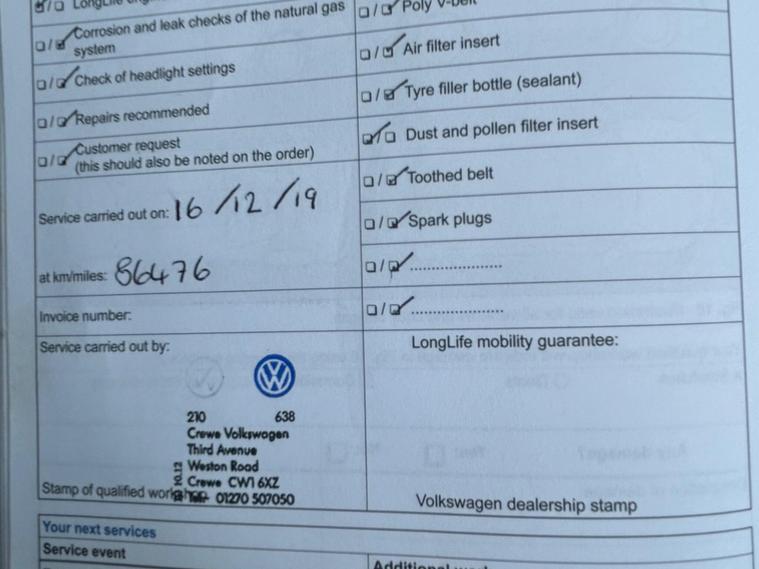 Corrosion and leak checks of the natural gas
system
Check of headlight settings
Repairs recommended
Customer request
(this should also be noted on the order)
Service carried out on: 16/12/19
at km/miles: 86476
Invoice number:
Service carried out by:
210 638
Crewe Volkswagen
Third Avenue
Weston Road
Crewe CW1 6XZ
01270 507050
Stamp of qualified
Poly V-belt
Air filter insert
Tyre filler bottle (sealant)
Dust and pollen filter insert
Toothed belt
Spark plugs
LongLife mobility guarantee:
Volkswagen dealership stamp
Your next services
Service event